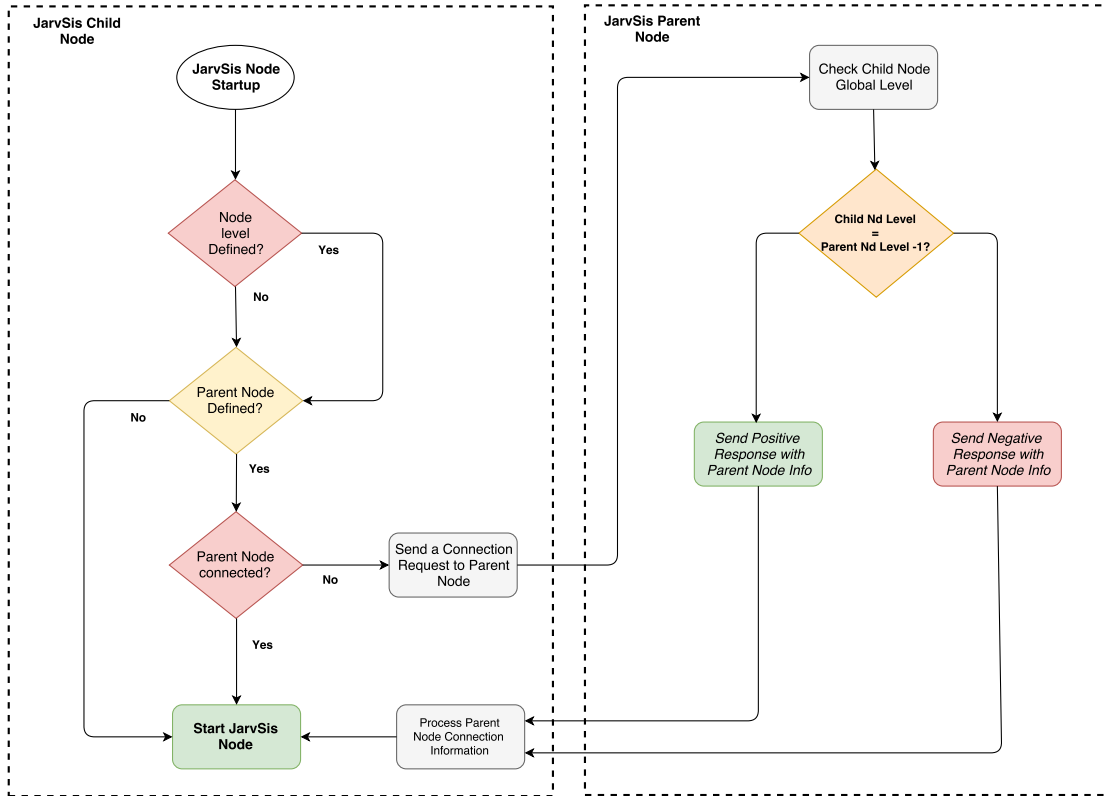 JarvSis Child
Node
JarvSis Node
Startup
Node
level
Defined?
Yes
No
Parent Node
Defined?
No
Yes
Parent Node
connected?
No
Send a Connection
Request to Parent
Node
Yes
Start JarvSis
Node
Process Parent
Node Connection
Information
JarvSis Parent
Node
Check Child Node
Global Level
Child Nd Level
=
Parent Nd Level -1?
Send Positive
Response with
Parent Node Info
Send Negative
Response with
Parent Node Info